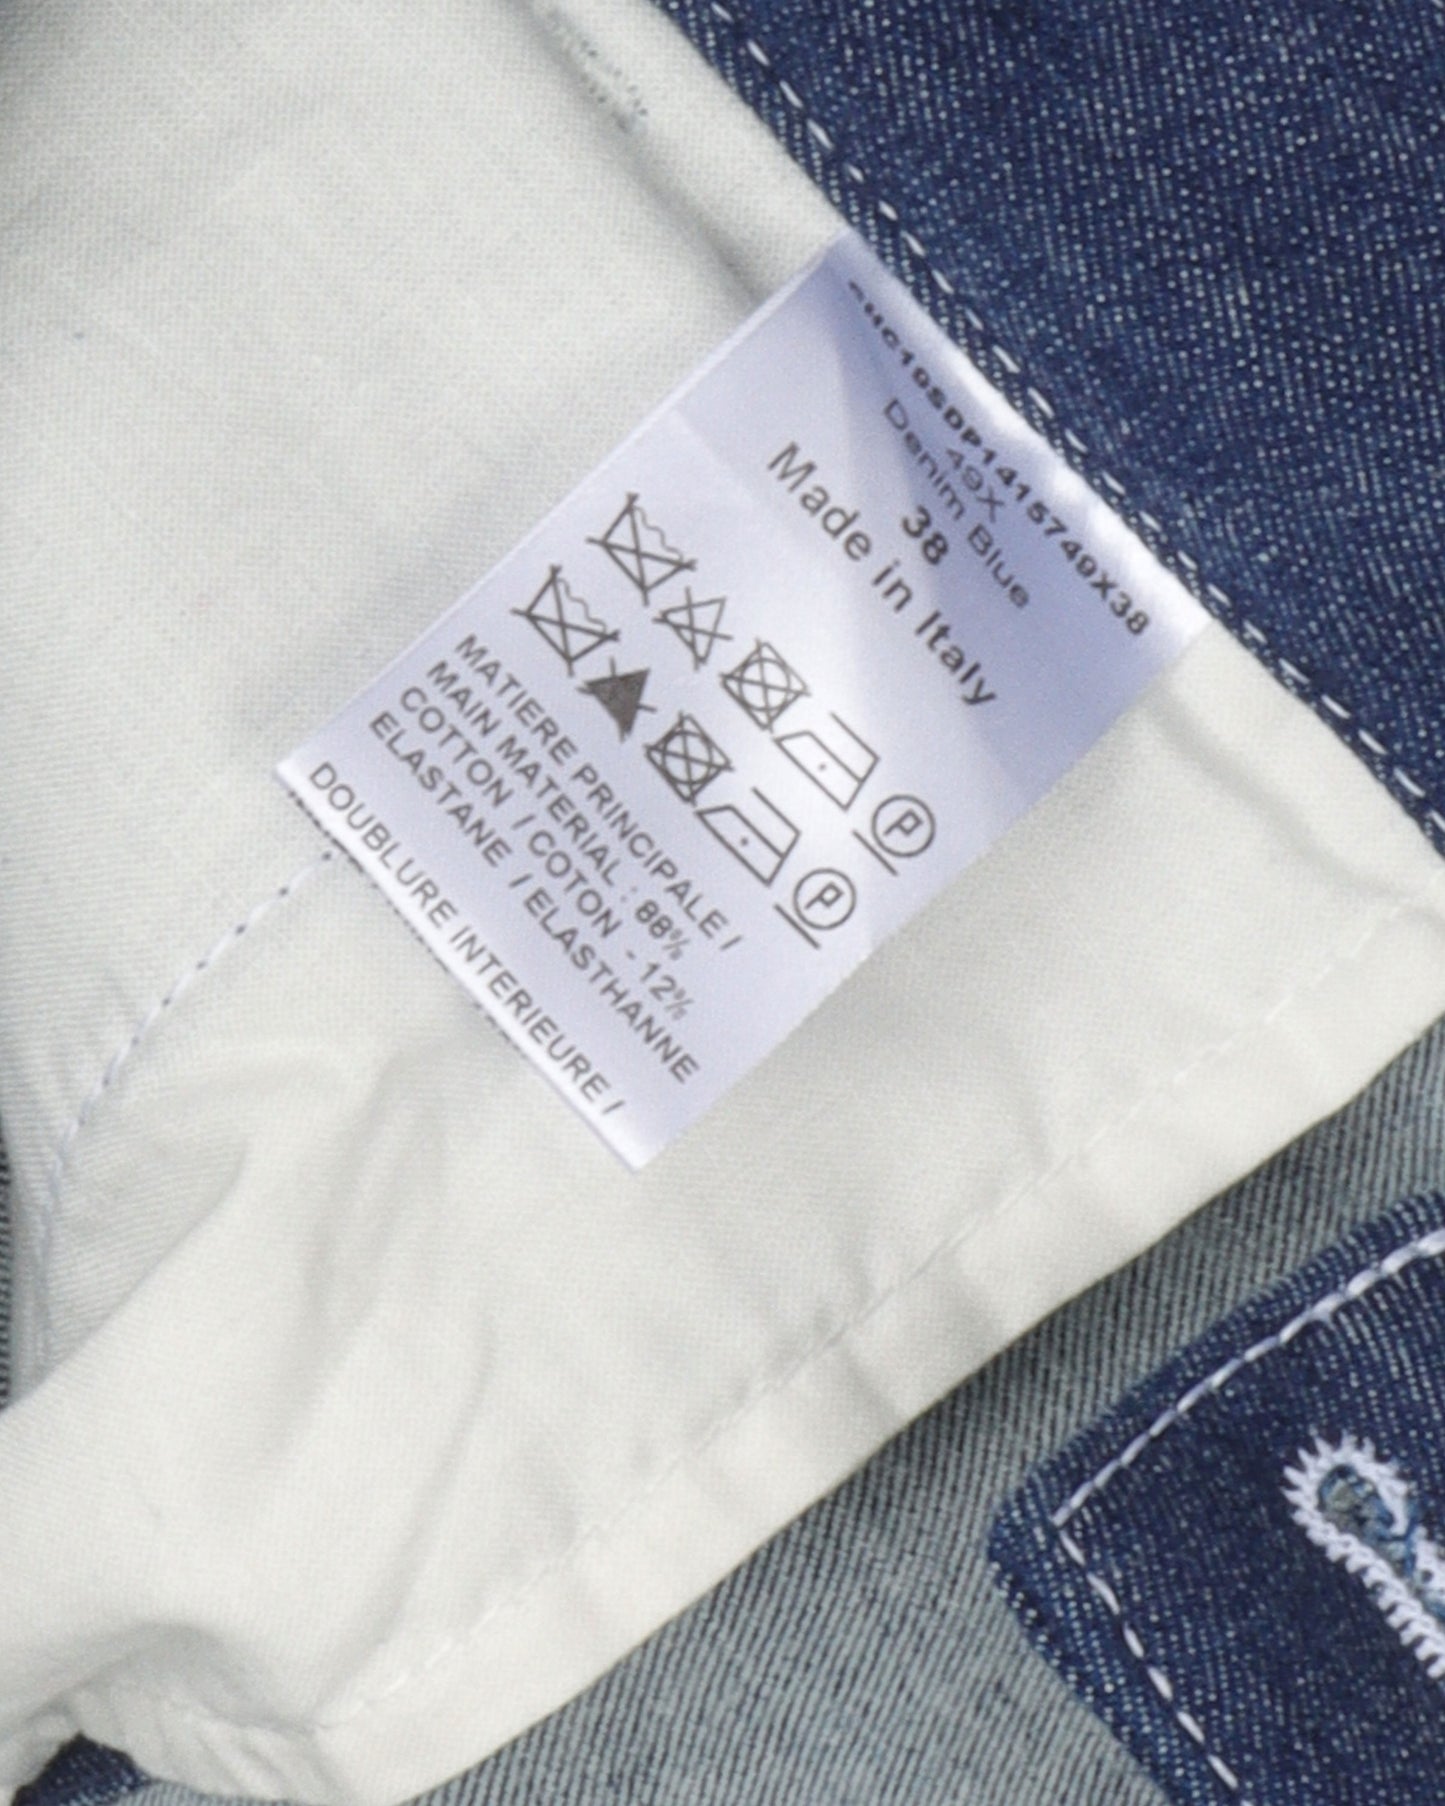 CHC19SDP1415749X38
49X
Denim Blue
38
Made in Italy
P
P
MATIERE PRINCIPALE /
MAIN MATERIAL : 88%
COTTON / COTON - 12%
ELASTANE / ELASTHANNE
DOUBLURE INTERIEURE /